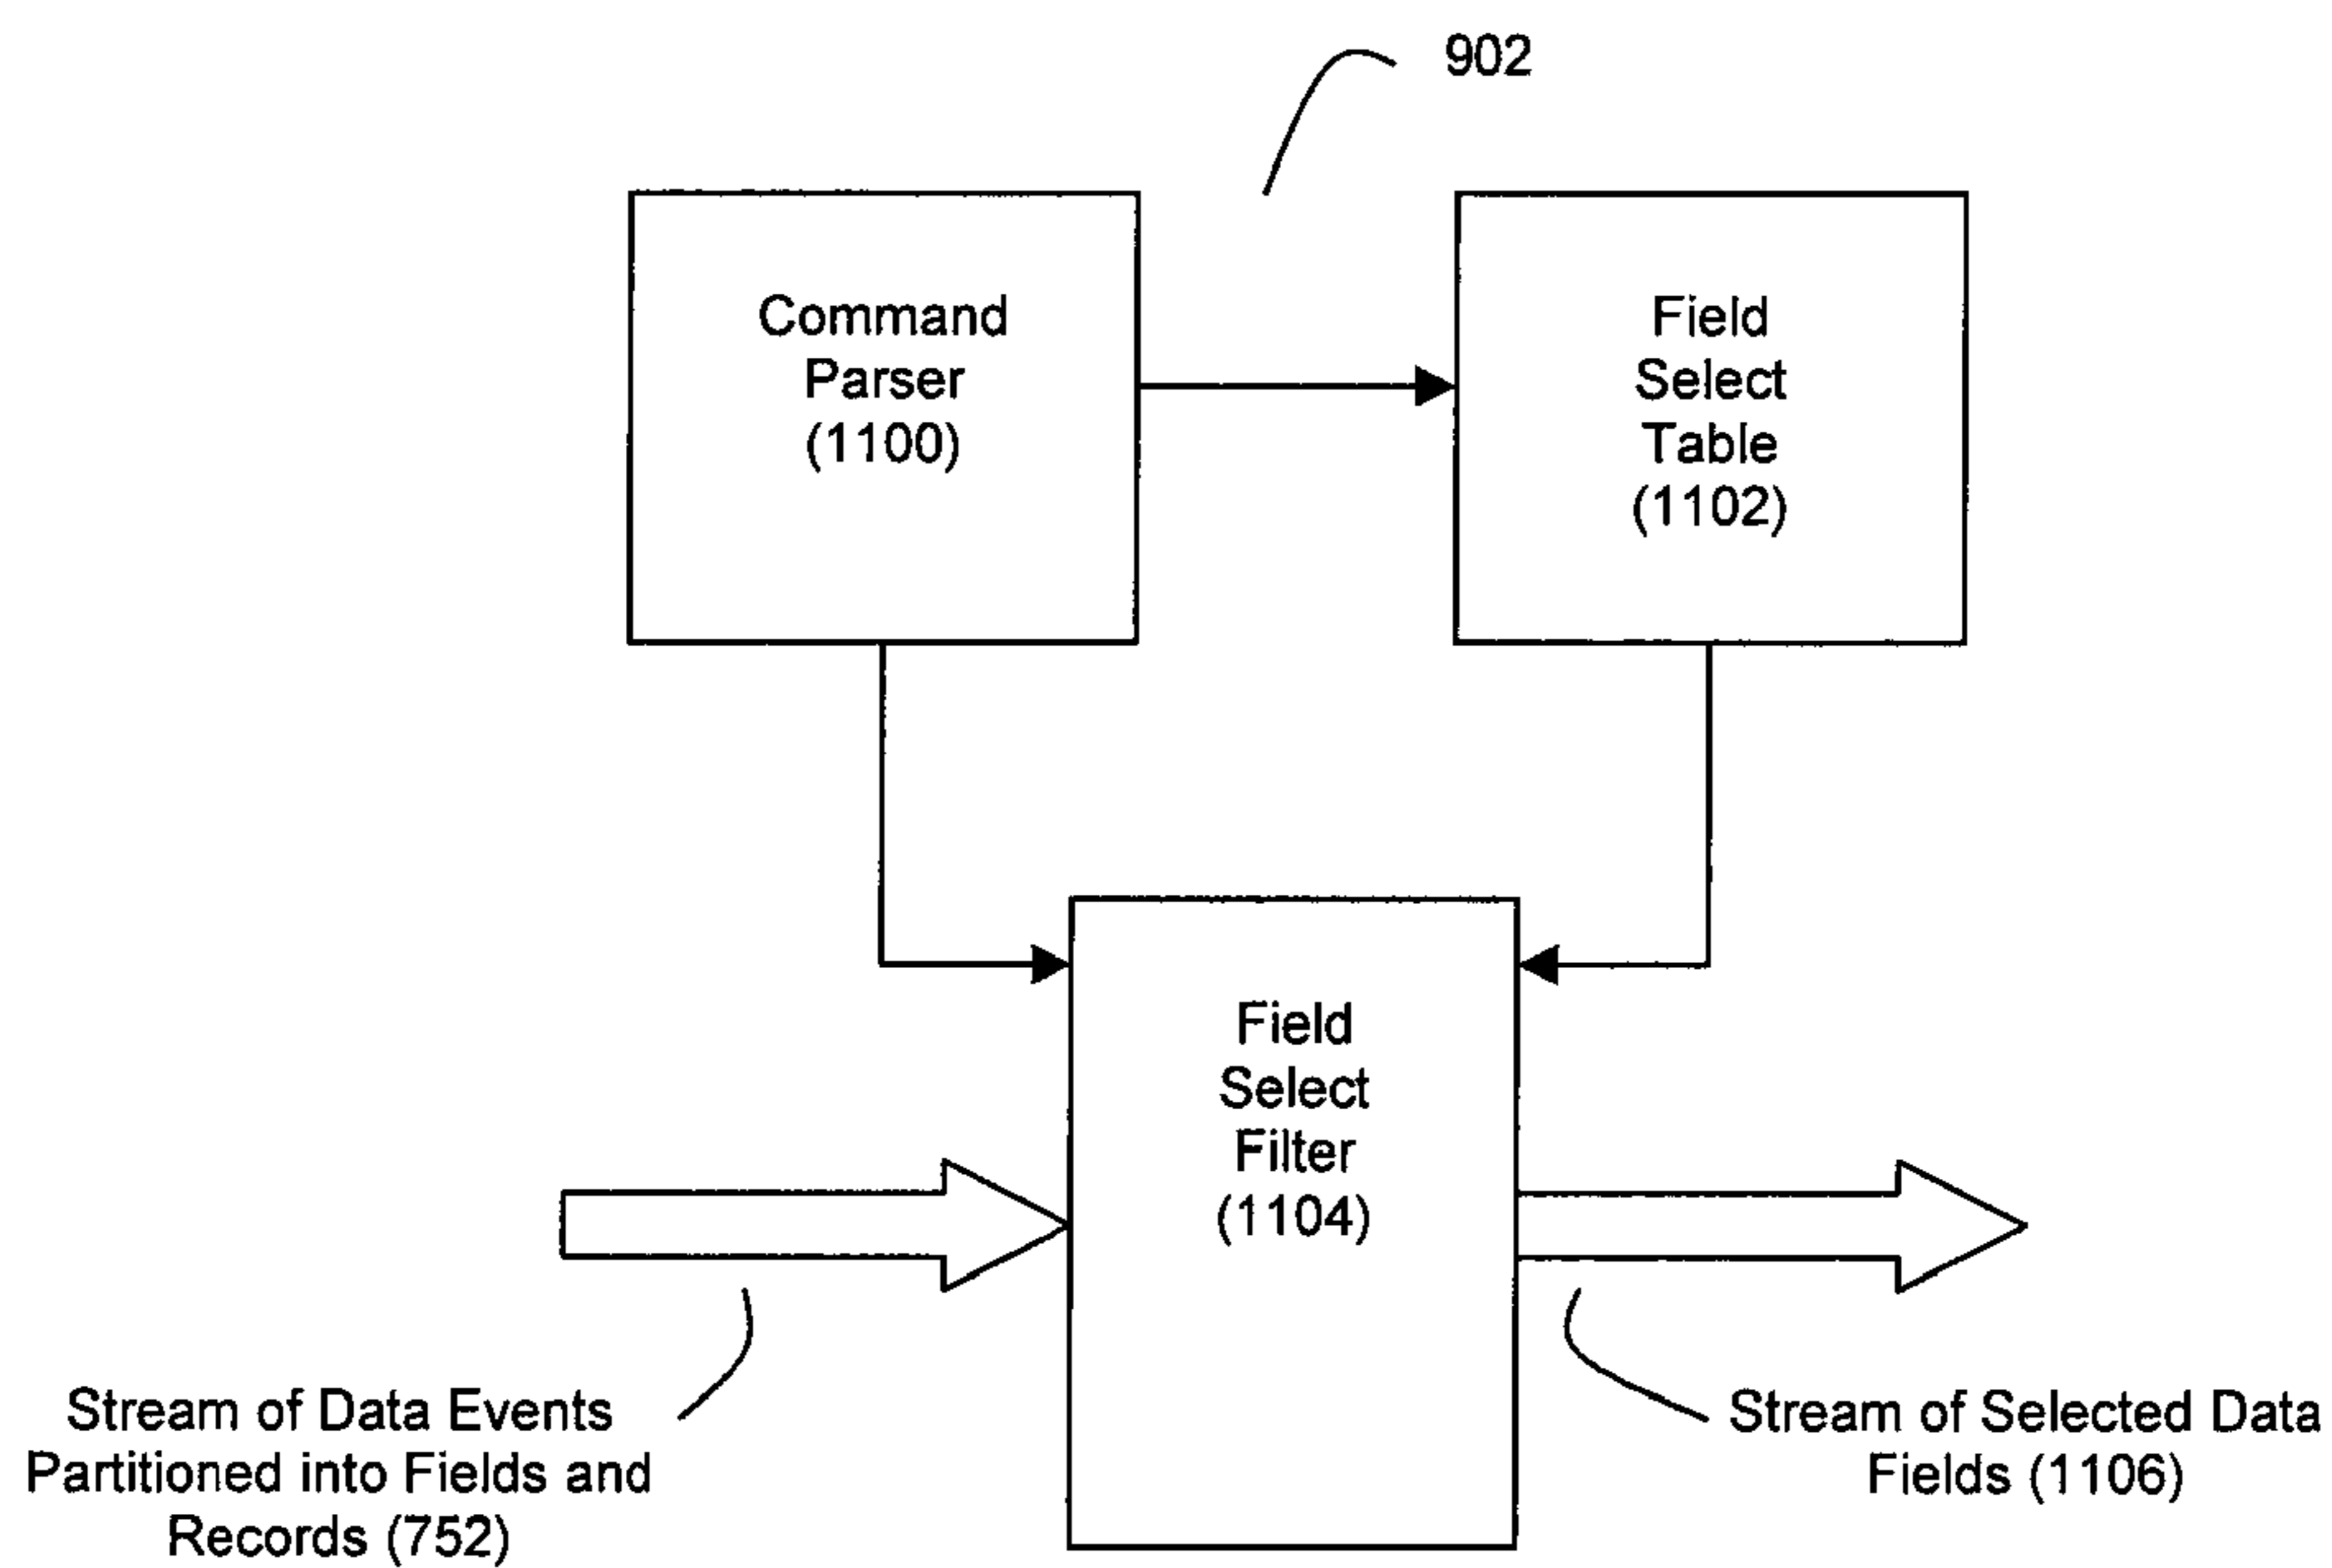 902
Command
Parser
(1100)
Field
Select
Table
(1102)
Field
Select
Filter
(1104)
Stream of Data Events
Partitioned into Fields and
Records (752)
Stream of Selected Data
Fields (1106)